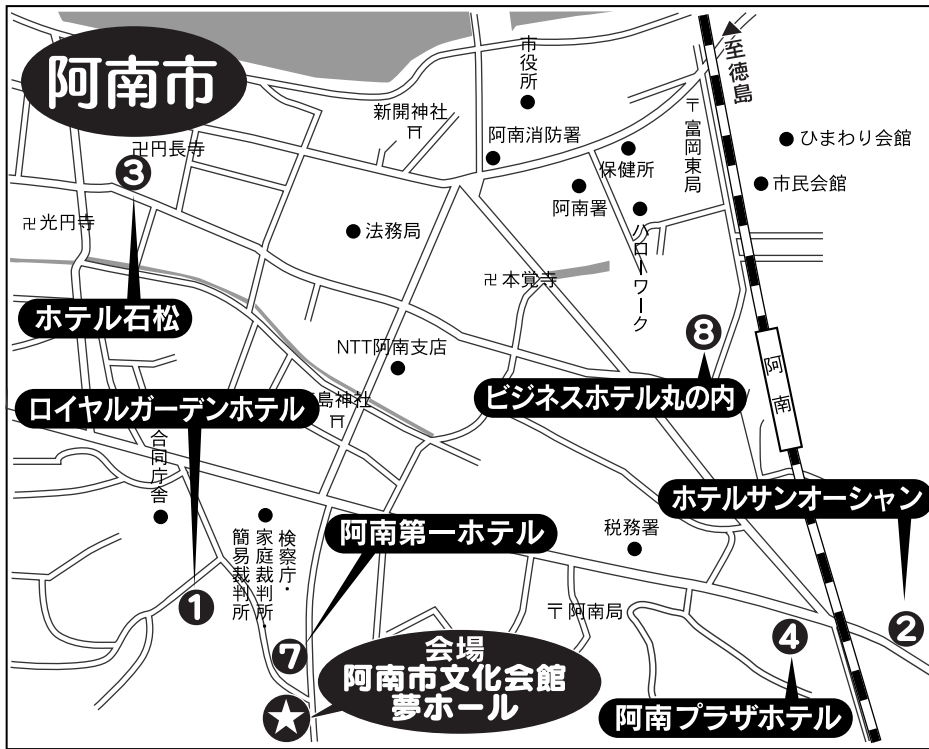 阿南市
至徳島
市役所
新開神社
阿南消防署
〒富岡東局
ひまわり会館
卍円長寺
保健所
③
阿南署
市民会館
卍光円寺
法務局
ハローワーク
卍本覚寺
ホテル石松
⑧
NTT阿南支店
阿南
ロイヤルガーデンホテル
島神社
ビジネスホテル丸の内
合同庁舎
ホテルサンオーシャン
検察庁・
家庭裁判所・
簡易裁判所
阿南第一ホテル
税務署
①
〒阿南局
②
④
⑦
会場
阿南市文化会館
夢ホール
阿南プラザホテル